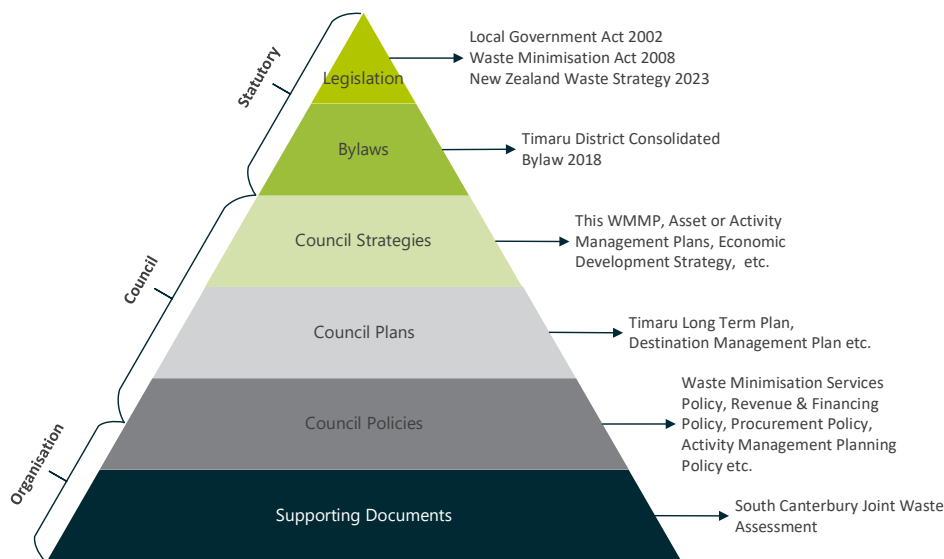 Statutory
Council
Organisation
Legislation
Local Government Act 2002
Waste Minimisation Act 2008
New Zealand Waste Strategy 2023
Bylaws
Timaru District Consolidated
Bylaw 2018
Council Strategies
This WMMP, Asset or Activity
Management Plans, Economic
Development Strategy, etc.
Council Plans
Timaru Long Term Plan,
Destination Management Plan etc.
Council Policies
Waste Minimisation Services
Policy, Revenue & Financing
Policy, Procurement Policy,
Activity Management Planning
Policy etc.
Supporting Documents
South Canterbury Joint Waste
Assessment